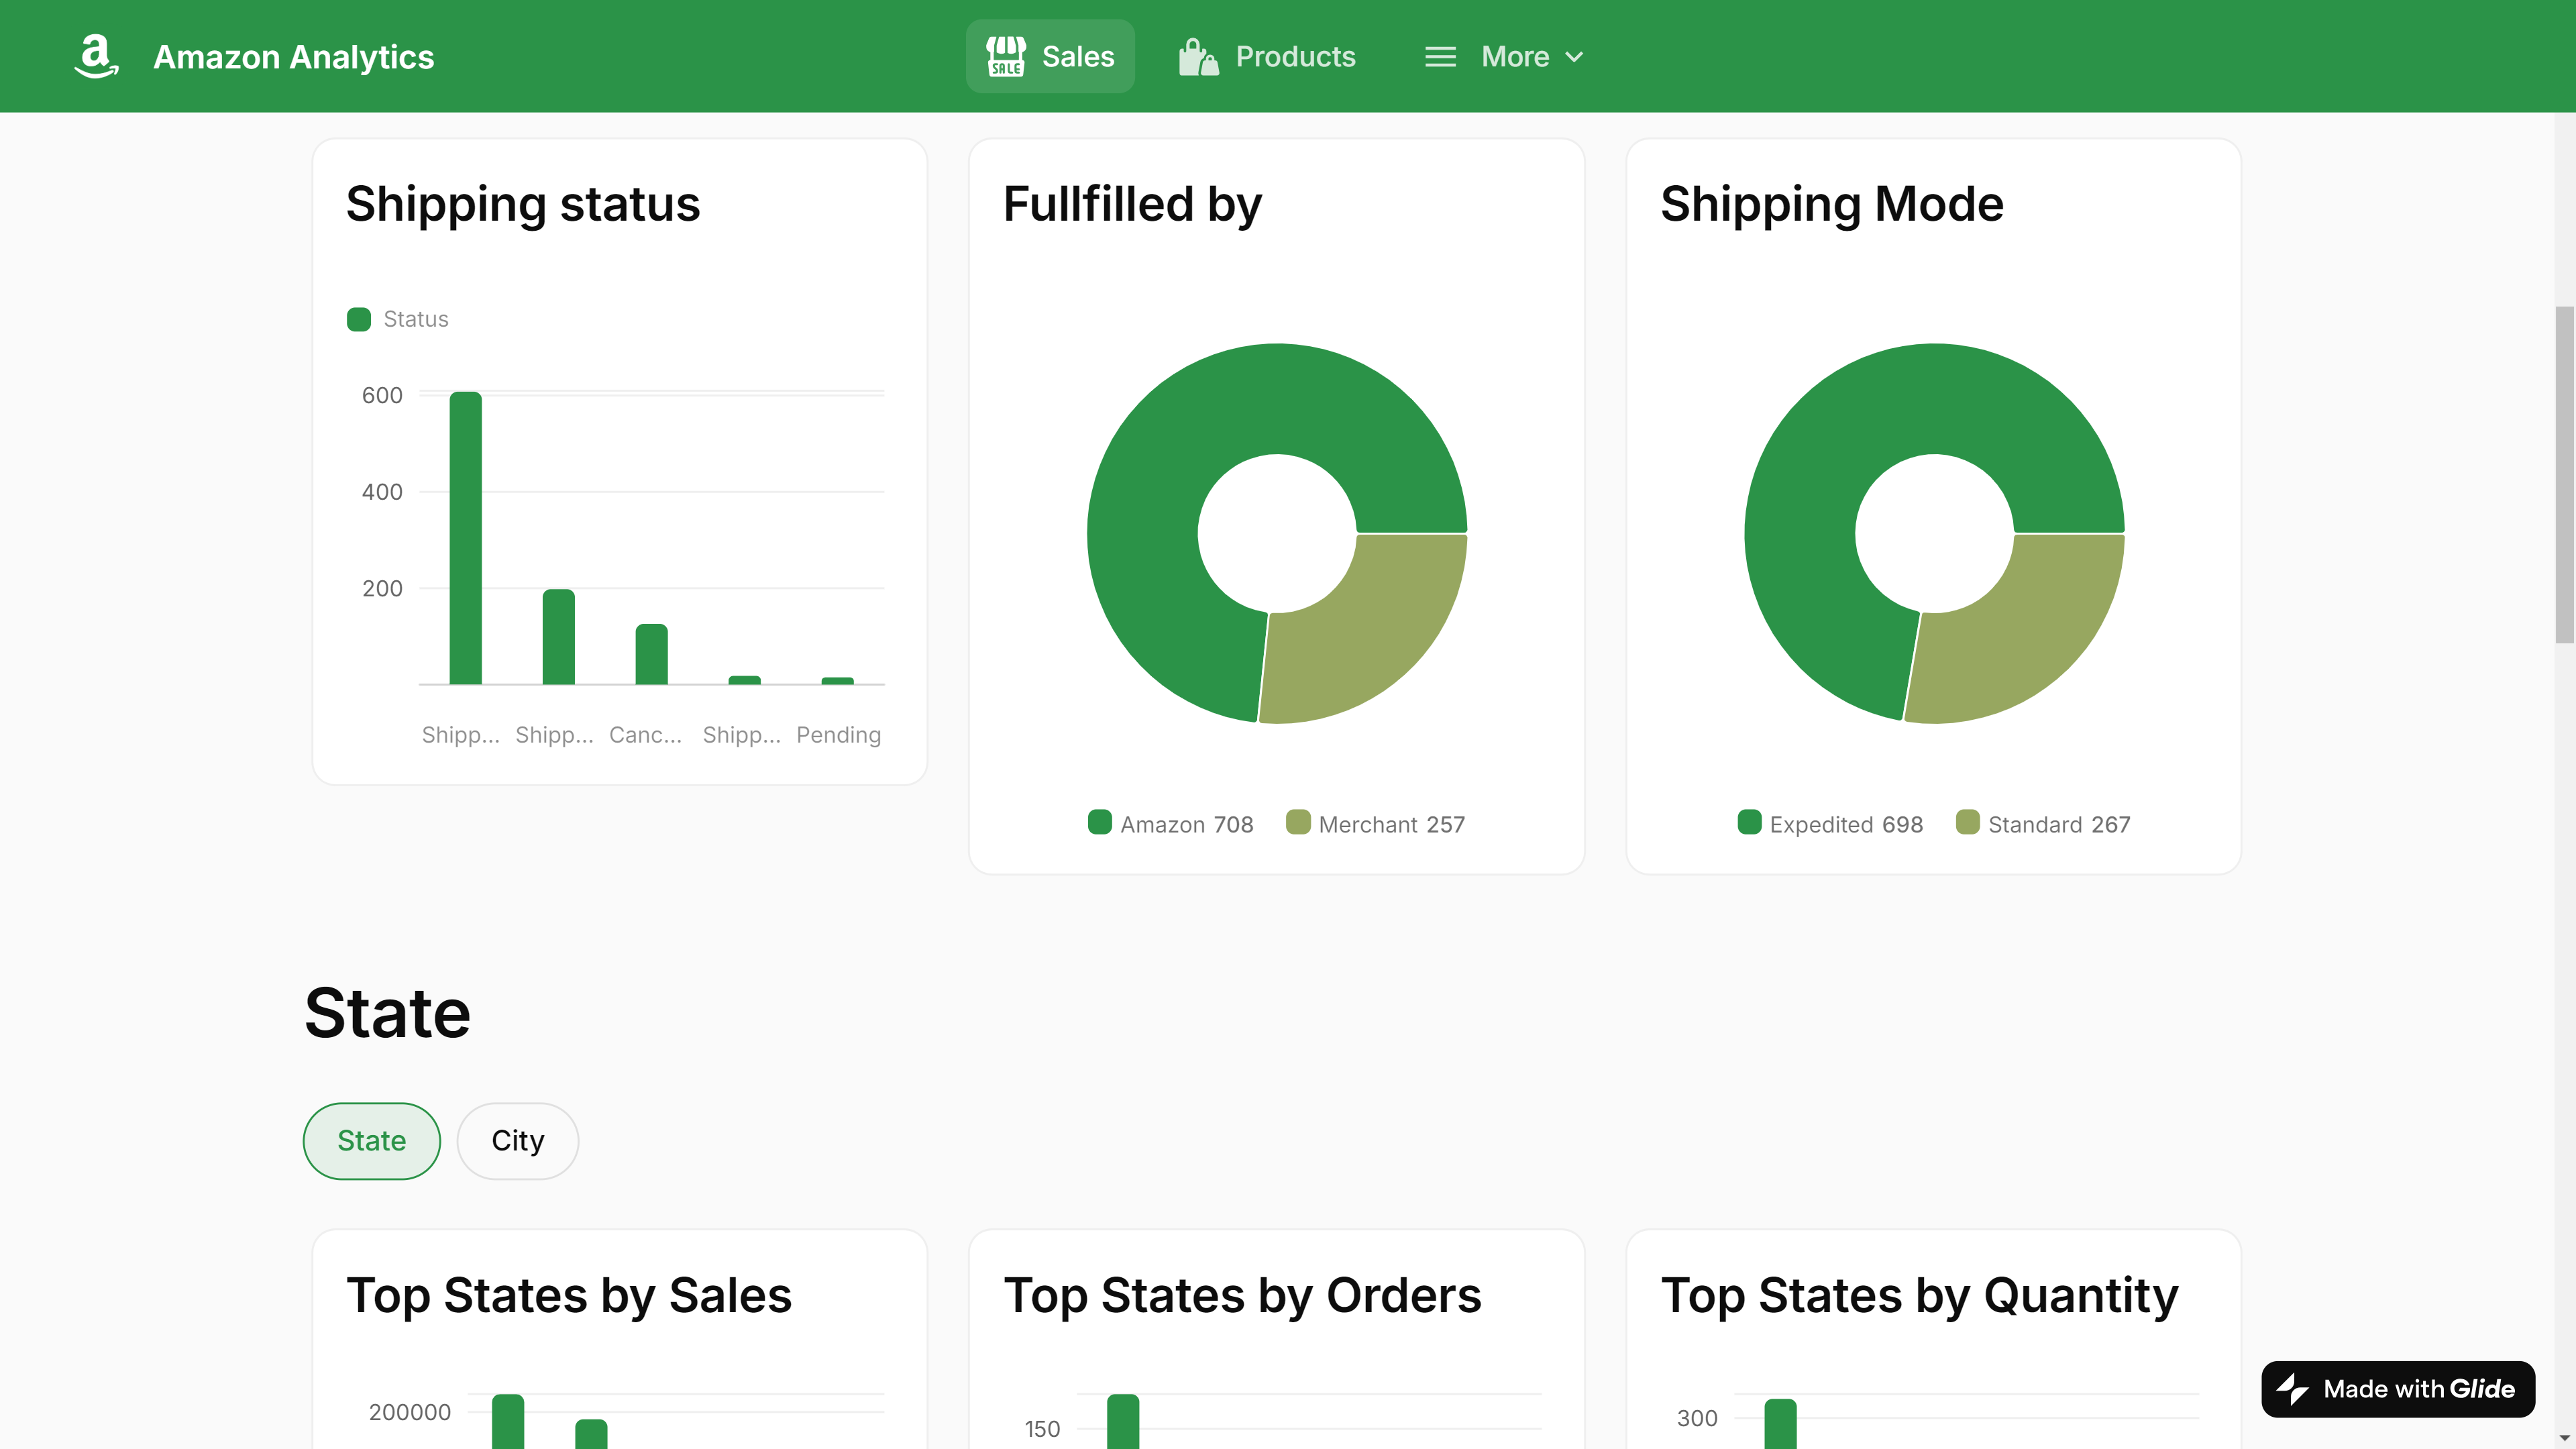 Amazon Analytics
SALE Sales
Products
More
Shipping status
Status
600
400
200
Shipp...
Shipp...
Canc...
Shipp...
Pending
Fullfilled by
Amazon 708
Merchant 257
Shipping Mode
Expedited 698
Standard 267
State
State
City
Top States by Sales
200000
Top States by Orders
150
Top States by Quantity
300
Made with Glide